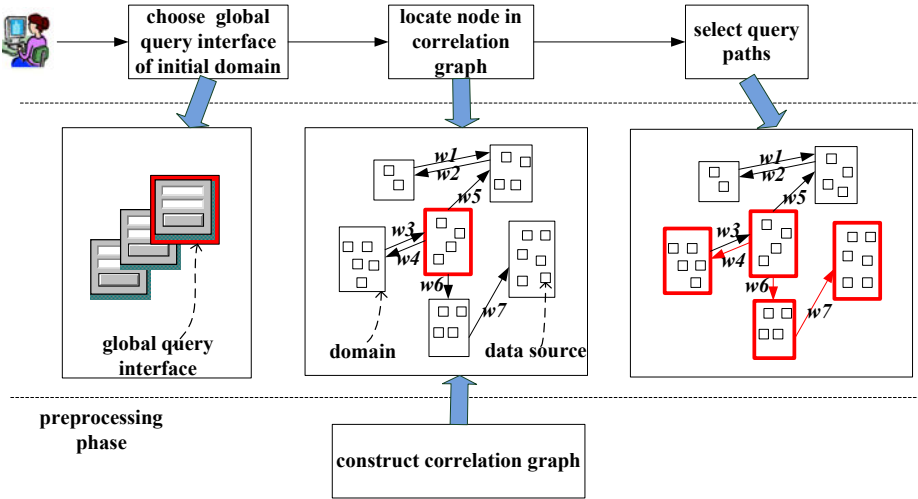 choose global
query interface
of initial domain
locate node in
correlation
graph
select query
paths
global query
interface
w1
w2
w5
w3
w4
w6
w7
domain
data source
w1
w2
w5
w3
w4
w6
w7
preprocessing
phase
construct correlation graph